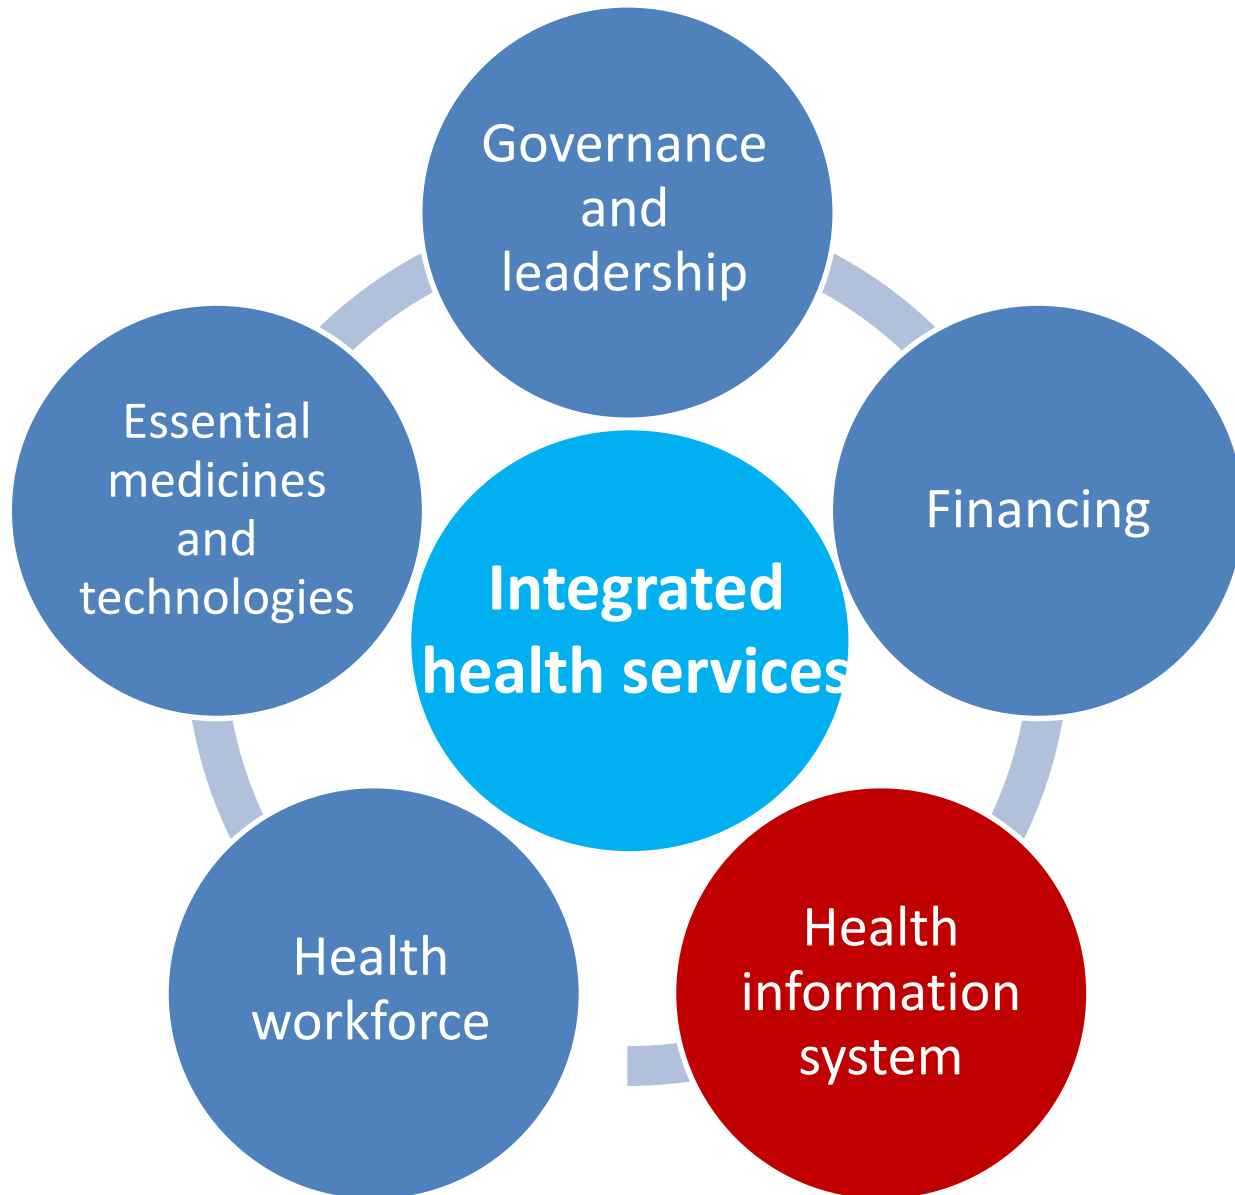 Governance
and
leadership
Essential
medicines
and
technologies
Financing
Integrated
health services
Health
workforce
Health
information
system